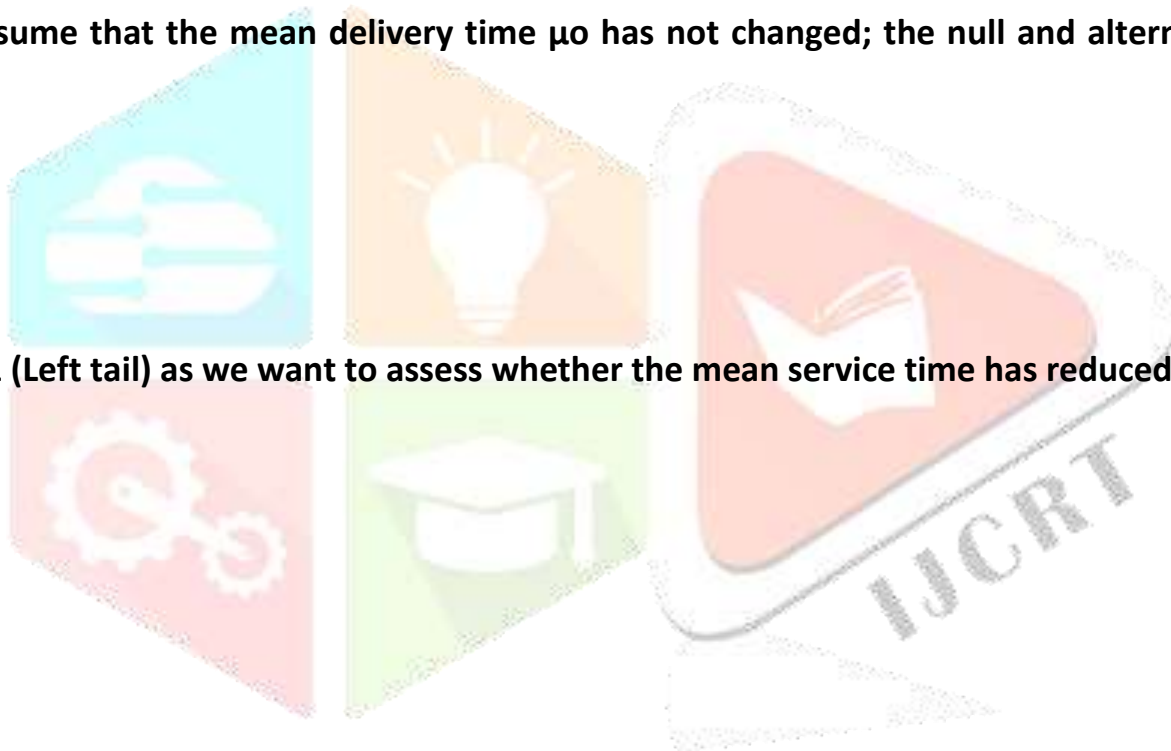 sume that the mean delivery time μo has not changed; the null and altern
(Left tail) as we want to assess whether the mean service time has reduced
IJCRT